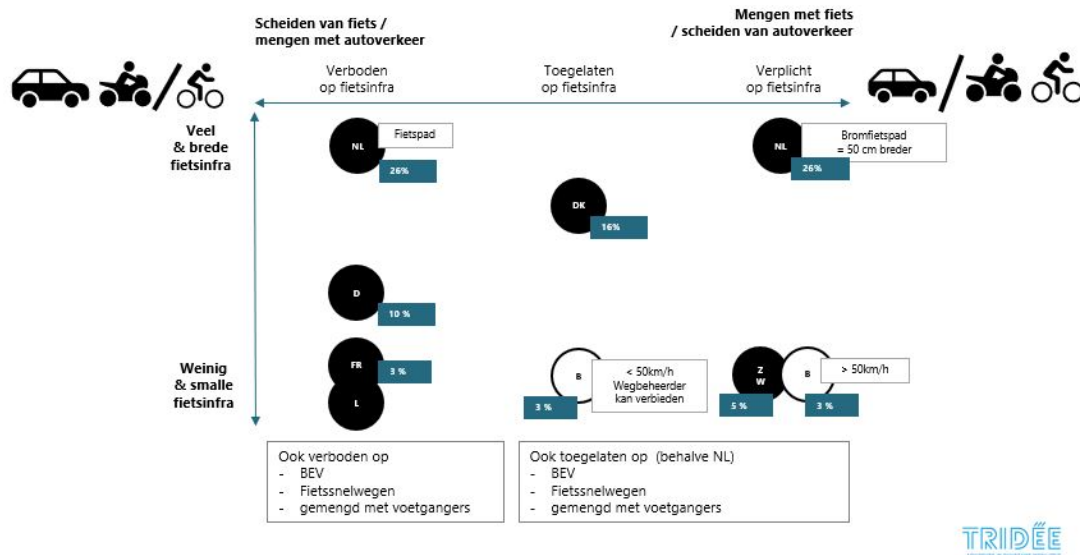 Scheiden van fiets /
mengen met autoverkeer
Mengen met fiets
/ scheiden van autoverkeer
Verboden
op fietsinfra
Toegelaten
op fietsinfra
Verplicht
op fietsinfra
Veel
& brede
fietsinfra
NL
Fietspad
26%
NL
Bromfietspad
= 50 cm breder
26%
DK
16%
D
10 %
Weinig
& smalle
fietsinfra
FR
3 %
L
B
< 50km/h
Wegbeheerder
kan verbieden
3 %
Z
W
5 %
B
> 50km/h
3 %
Ook verboden op
- BEV
- Fietssnelwegen
- gemengd met voetgangers
Ook toegelaten op (behalve NL)
- BEV
- Fietssnelwegen
- gemengd met voetgangers
TRIDËE